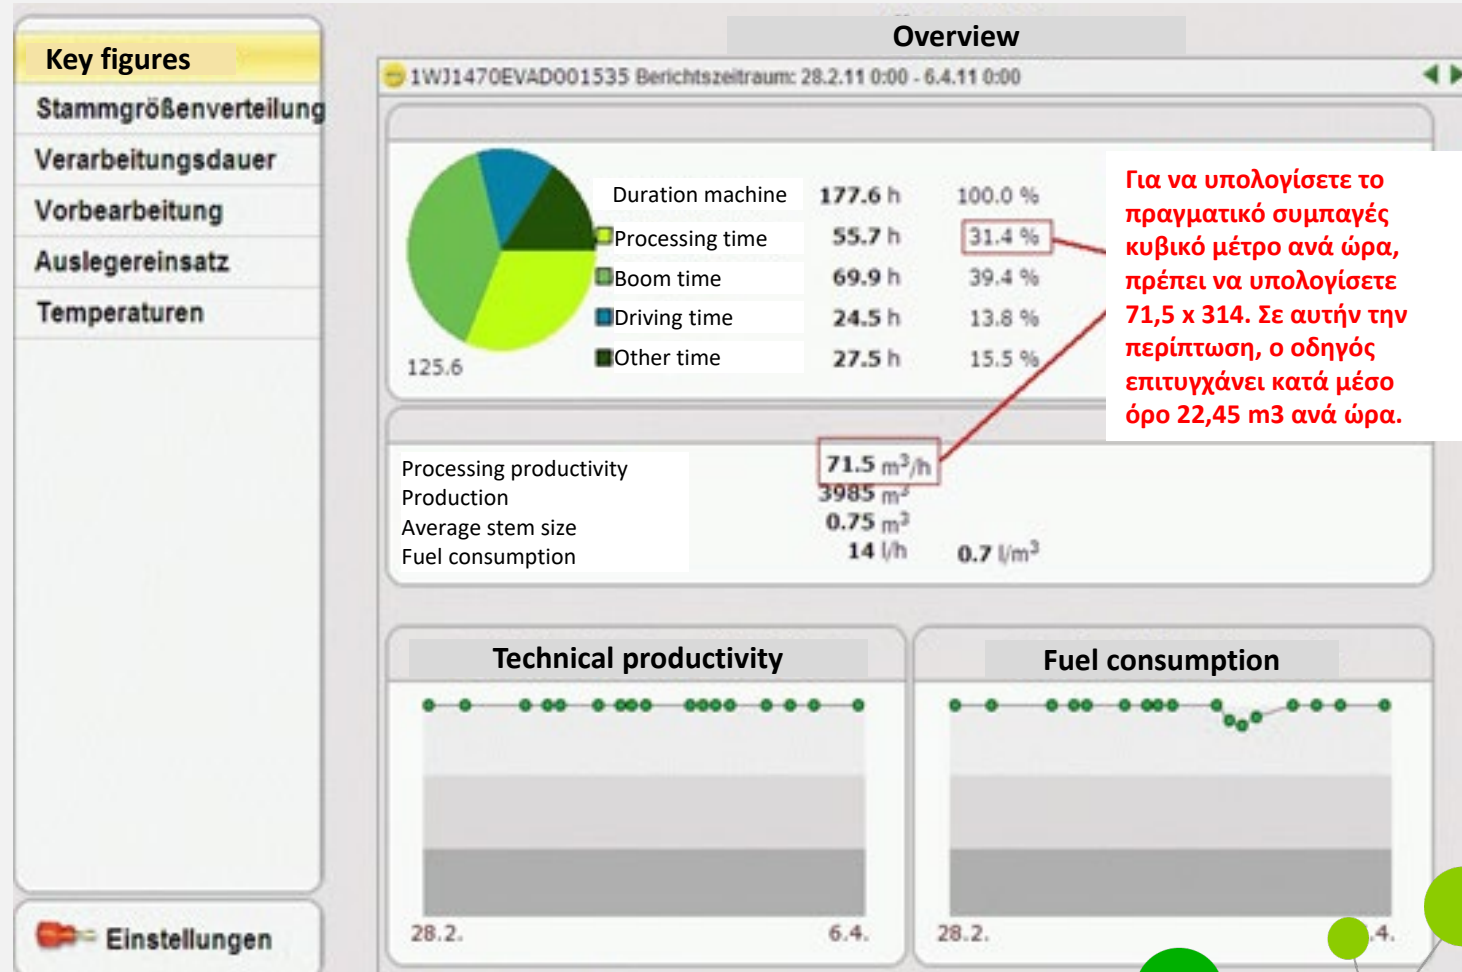 Overview
Key figures
Stammgrößenverteilung
Verarbeitungsdauer
Vorbearbeitung
Auslegereinsatz
Temperaturen
Einstellungen
1WJ1470EVAD001535 Berichtszeitraum: 28.2.11 0:00 - 6.4.11 0:00
Duration machine 177.6 h 100.0 %
Processing time 55.7 h 31.4 %
Boom time 69.9 h 39.4 %
Driving time 24.5 h 13.8 %
Other time 27.5 h 15.5 %
125.6
Για να υπολογίσετε το
πραγματικό συμπαγές
κυβικό μέτρο ανά ώρα,
πρέπει να υπολογίσετε
71,5 x 314. Σε αυτήν την
περίπτωση, ο οδηγός
επιτυγχάνει κατά μέσο
όρο 22,45 m3 ανά ώρα.
Processing productivity 71.5 m³/h
Production 3985 m³
Average stem size 0.75 m³
Fuel consumption 14 l/h 0.7 l/m³
Technical productivity
28.2. 6.4.
Fuel consumption
28.2. .4.